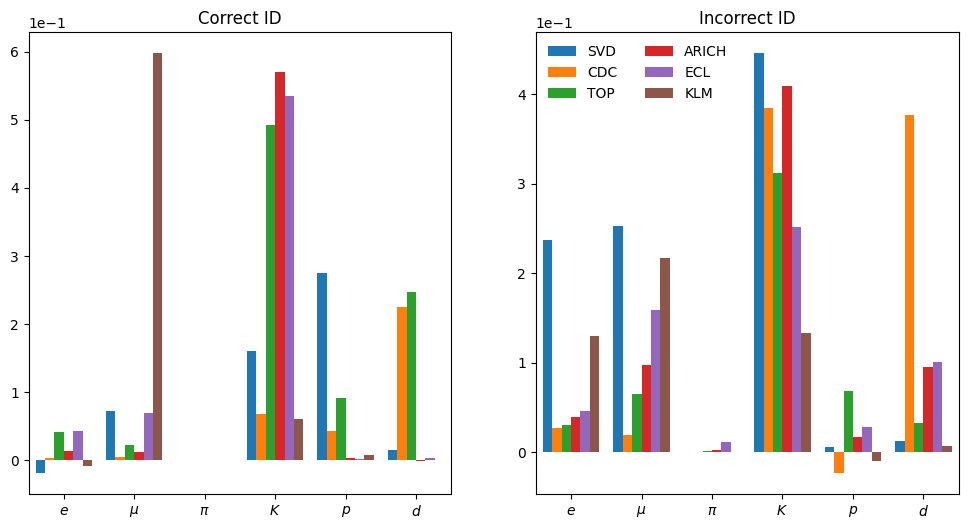 Correct ID
1e−1
6
5
4
3
2
1
0
e μ π K p d
Incorrect ID
1e−1
SVD ARICH
CDC ECL
TOP KLM
4
3
2
1
0
e μ π K p d